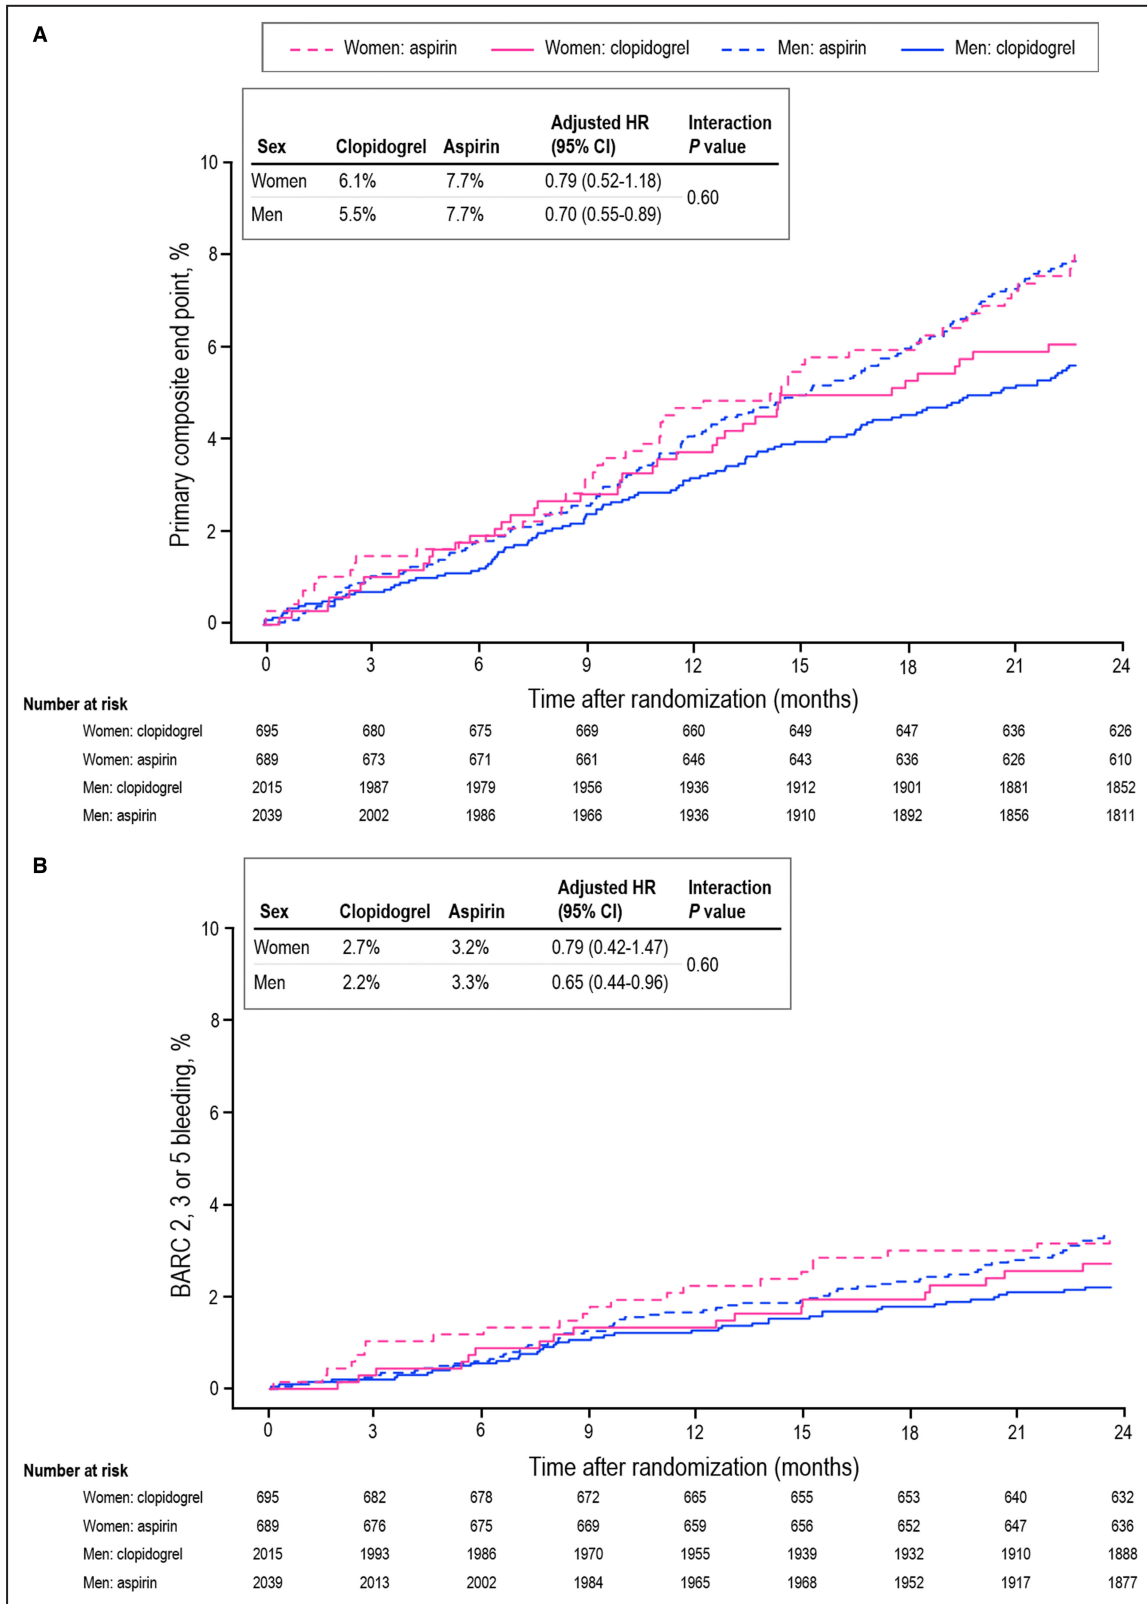 A
Women: aspirin Women: clopidogrel Men: aspirin Men: clopidogrel
Adjusted HR Interaction
Sex Clopidogrel Aspirin (95% CI) P value
Women 6.1% 7.7% 0.79 (0.52-1.18)
0.60
Men 5.5% 7.7% 0.70 (0.55-0.89)
Primary composite end point, %
10
8
6
4
2
0
0 3 6 9 12 15 18 21 24
Time after randomization (months)
Number at risk
Women: clopidogrel 695 680 675 669 660 649 647 636 626
Women: aspirin 689 673 671 661 646 643 636 626 610
Men: clopidogrel 2015 1987 1979 1956 1936 1912 1901 1881 1852
Men: aspirin 2039 2002 1986 1966 1936 1910 1892 1856 1811
B
Adjusted HR Interaction
Sex Clopidogrel Aspirin (95% CI) P value
Women 2.7% 3.2% 0.79 (0.42-1.47)
0.60
Men 2.2% 3.3% 0.65 (0.44-0.96)
BARC 2, 3 or 5 bleeding, %
10
8
6
4
2
0
0 3 6 9 12 15 18 21 24
Time after randomization (months)
Number at risk
Women: clopidogrel 695 682 678 672 665 655 653 640 632
Women: aspirin 689 676 675 669 659 656 652 647 636
Men: clopidogrel 2015 1993 1986 1970 1955 1939 1932 1910 1888
Men: aspirin 2039 2013 2002 1984 1965 1968 1952 1917 1877